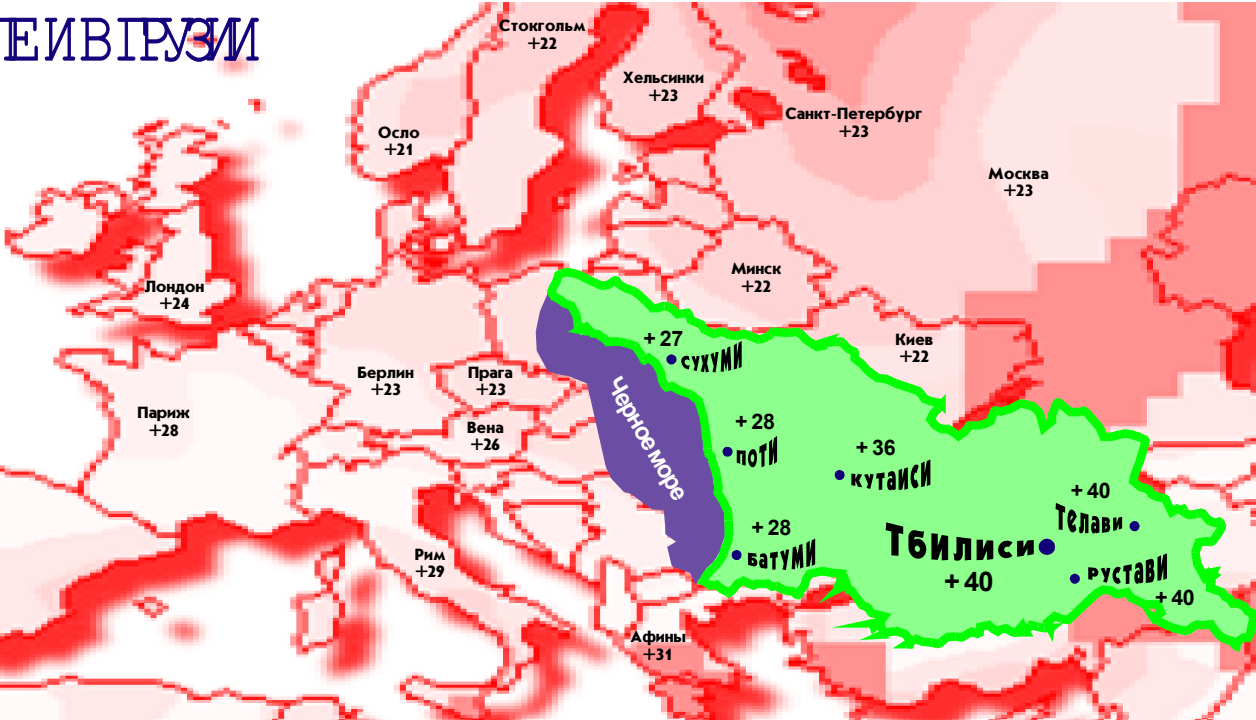 ЕИВГРУЗИИ
Стокгольм
+22
Хельсинки
+23
Санкт-Петербург
+23
Осло
+21
Москва
+23
Минск
+22
Лондон
+24
Киев
+22
+ 27
СУХУМИ
Берлин
+23
Прага
+23
Париж
+28
Вена
+26
Черное море
+ 28
ПОТИ
+ 36
КУТАИСИ
+ 40
Телави
+ 28
БАТУМИ
Тбилиси
+ 40
РУСТАВИ
+ 40
Рим
+29
Афины
+31